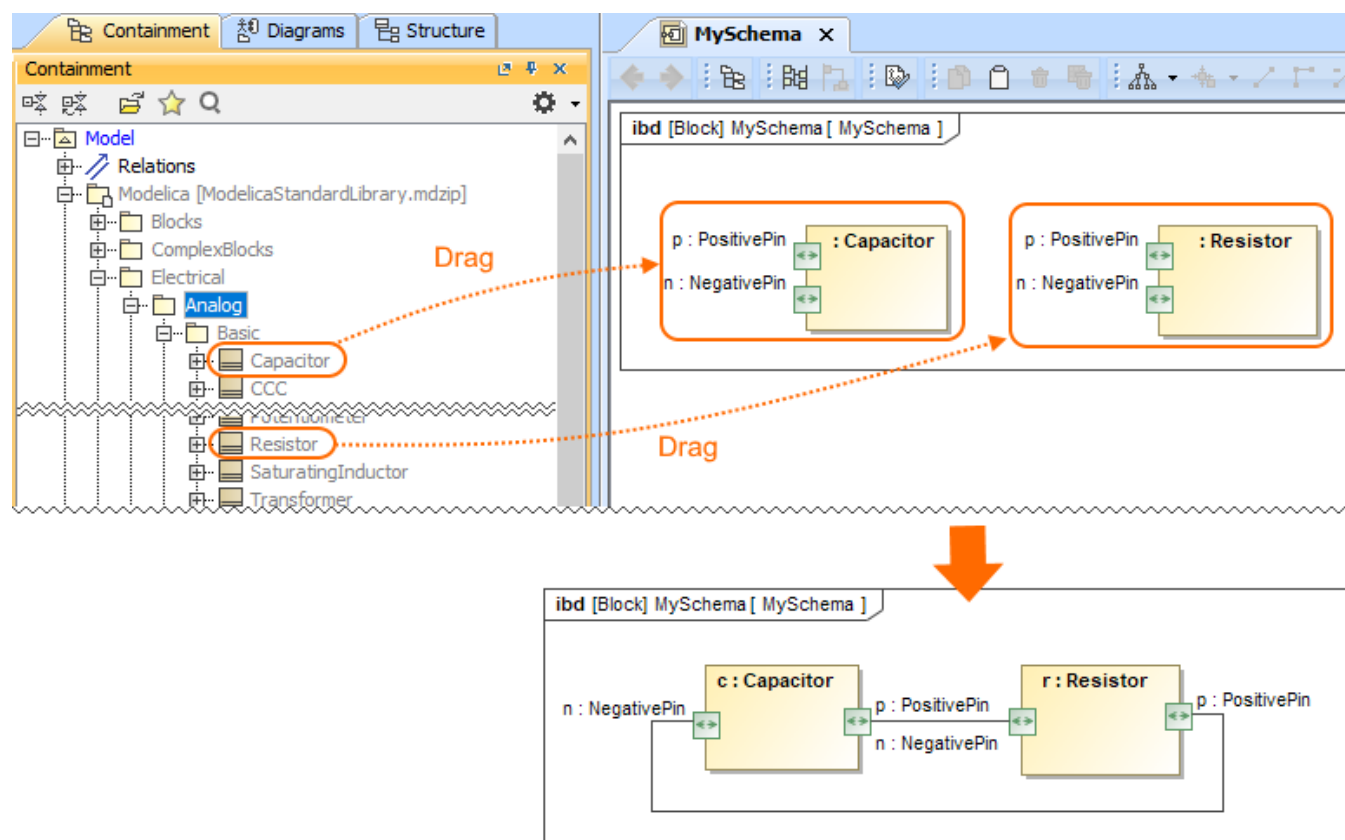 Containment
Diagrams
Structure
Containment
Model
Relations
Modelica [ModelicaStandardLibrary.mdzip]
Blocks
ComplexBlocks
Electrical
Analog
Basic
Capacitor
CCC
Potentiometer
Resistor
SaturatingInductor
Transformer
Drag
Drag
MySchema X
ibd [Block] MySchema [ MySchema ]
p : PositivePin
: Capacitor
n : NegativePin
p : PositivePin
: Resistor
n : NegativePin
ibd [Block] MySchema [ MySchema ]
c : Capacitor
r : Resistor
n : NegativePin
p : PositivePin
p : PositivePin
n : NegativePin